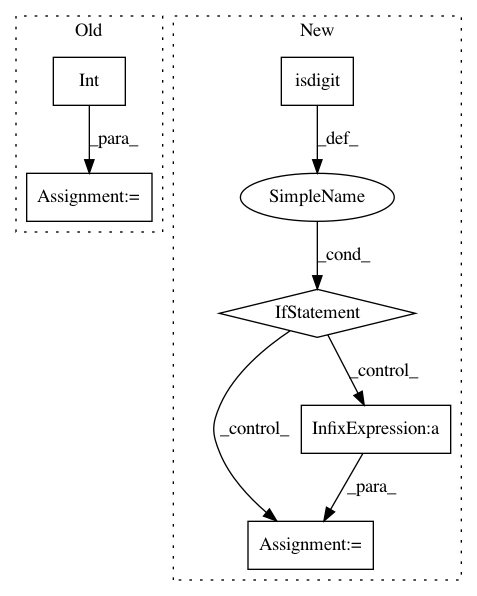 Old
New
Int
isdigit
_para_
_def_
Assignment:=
SimpleName
_cond_
IfStatement
_control_
_control_
InfixExpression:a
_para_
Assignment:=